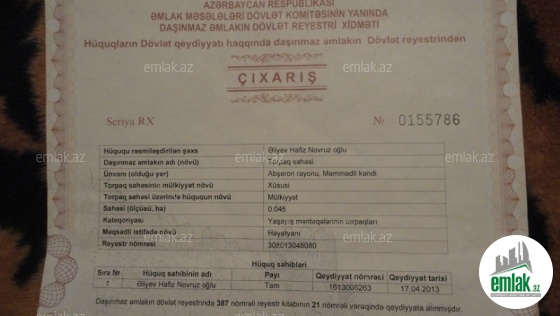 AZƏRBAYCAN RESPUBLİKASI
ƏMLAK MƏSƏLƏLƏRİ DÖVLƏT KOMİTƏSİNİN YANINDA
DAŞINMAZ ƏMLAKIN DÖVLƏT REYESTRİ XİDMƏTİ
Hüquqların Dövlət qeydiyyatı haqqında daşınmaz əmlakın Dövlət reyestrindən
ÇIXARIŞ
Seriya RX № 0155786
Hüququ rəsmiləşdirilən şəxs Əliyev Hafiz Novruz oğlu
Daşınmaz əmlakın adı (növü) Torpaq sahəsi
Ünvanı (olduğu yer) Abşeron rayonu, Məmmədli kəndi
Torpaq sahəsinin mülkiyyət növü Xüsusi
Torpaq sahəsi üzərində hüququn növü Mülkiyyət
Sahəsi (ölçüsü, ha) 0.045
Kateqoriyası Yaşayış məntəqələrinin torpaqları
Məqsədli istifadə növü Həyətyanı
Reyestr nömrəsi 308013048080
Hüquq sahibləri
Sıra № Hüquq sahibinin adı Payı Qeydiyyat nömrəsi Qeydiyyat tarixi
1 Əliyev Hafiz Novruz oğlu Tam 1613005263 17.04.2013
Daşınmaz əmlakın dövlət reyestrinin 387 nömrəli reyestr kitabının 21 nömrəli vərəqində qeydiyyata alınmışdır.
emlak.az
emlak.az
emlak.az
emlak.az
emlak.az
emlak.az
emlak.az
emlak.az